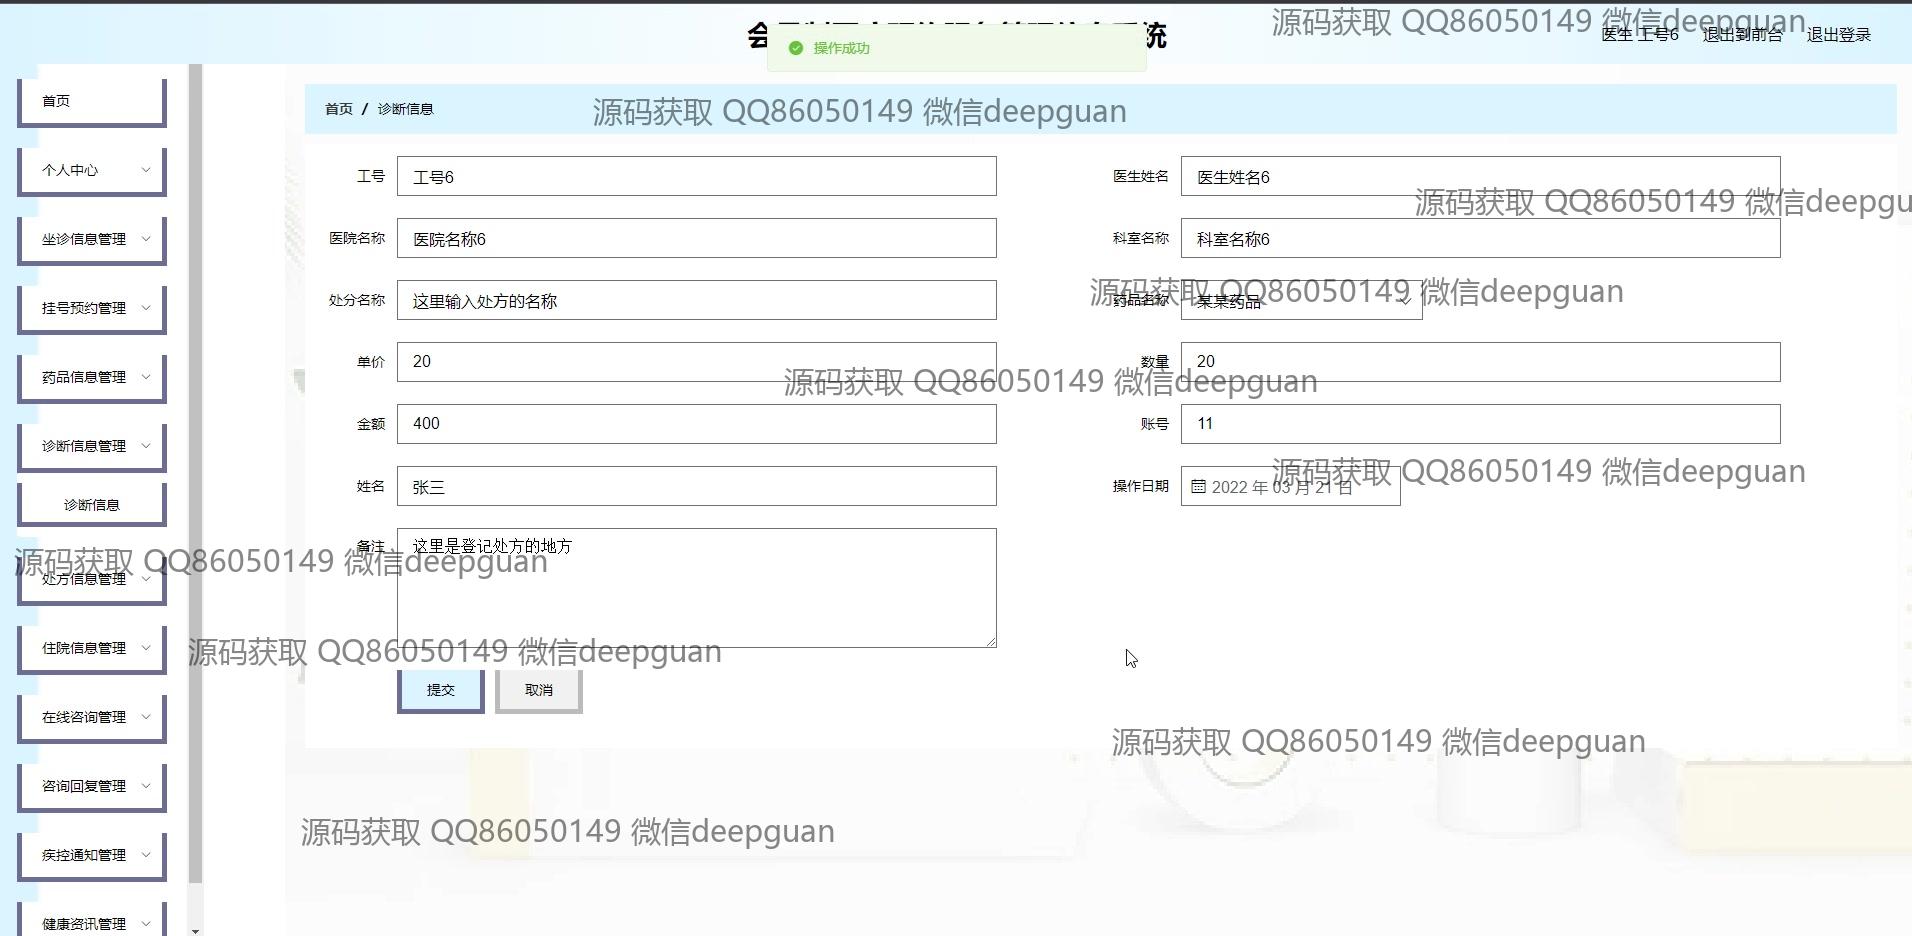 统
操作成功
医生 工号6 退出到前台 退出登录
源码获取 QQ86050149 微信deepguan
首页
个人中心
坐诊信息管理
挂号预约管理
药品信息管理
诊断信息管理
诊断信息
处方信息管理
住院信息管理
在线咨询管理
咨询回复管理
疾控通知管理
健康资讯管理
首页 / 诊断信息
源码获取 QQ86050149 微信deepguan
工号 工号6
医生姓名 医生姓名6
源码获取 QQ86050149 微信deepgu
医院名称 医院名称6
科室名称 科室名称6
处分名称 这里输入处方的名称
药品名称 某某药品
源码获取 QQ86050149 微信deepguan
单价 20
数量 20
源码获取 QQ86050149 微信deepguan
金额 400
账号 11
姓名 张三
操作日期 2022 年 03 月 21 日
源码获取 QQ86050149 微信deepguan
备注 这里是登记处方的地方
源码获取 QQ86050149 微信deepguan
源码获取 QQ86050149 微信deepguan
提交 取消
源码获取 QQ86050149 微信deepguan
源码获取 QQ86050149 微信deepguan